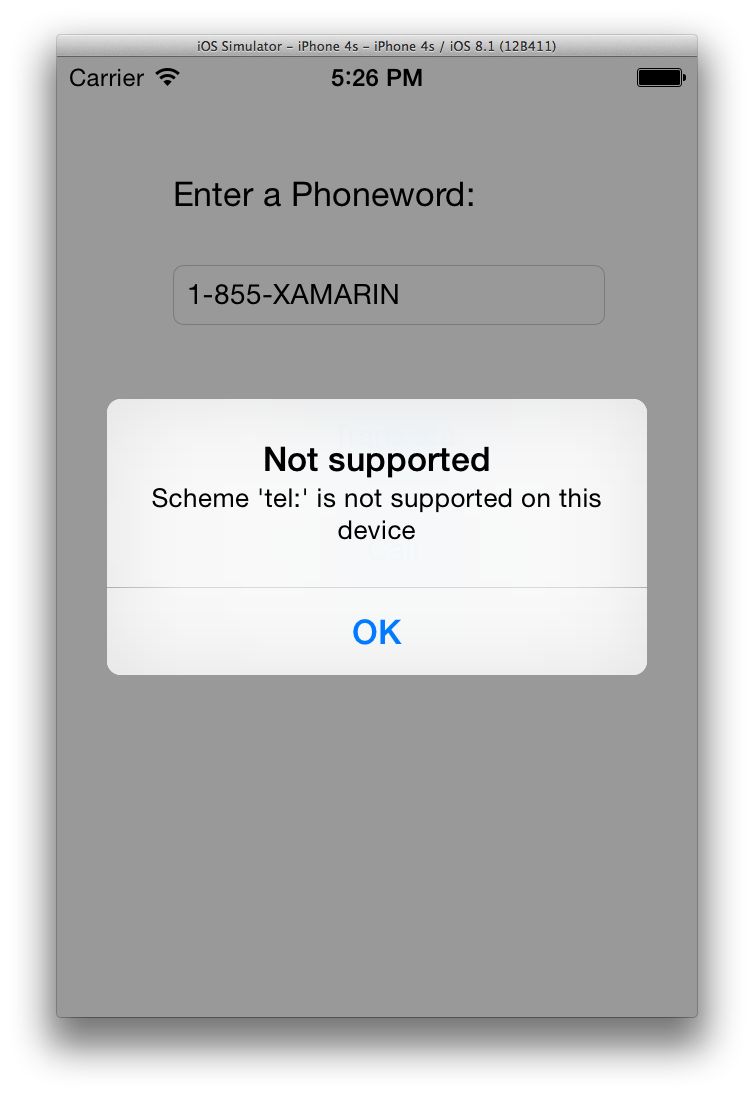 iOS Simulator – iPhone 4s – iPhone 4s / iOS 8.1 (12B411)
Carrier 5:26 PM
Enter a Phoneword:
1-855-XAMARIN
Not supported
Scheme 'tel:' is not supported on this
device
Call
OK